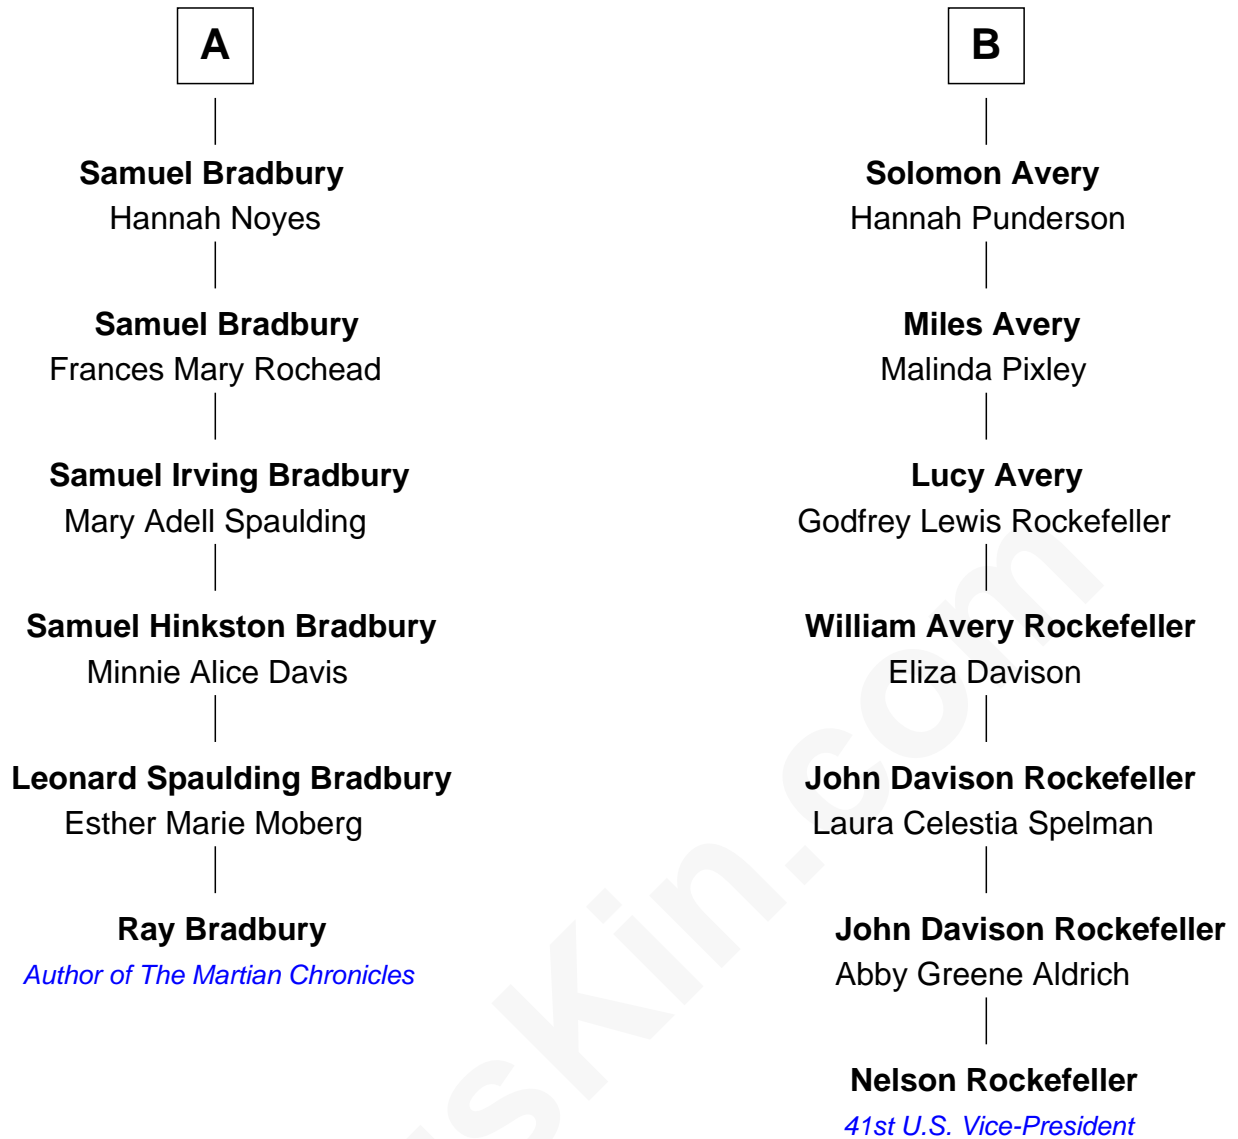 A
Samuel Bradbury
Hannah Noyes
Samuel Bradbury
Frances Mary Rochead
Samuel Irving Bradbury
Mary Adell Spaulding
Samuel Hinkston Bradbury
Minnie Alice Davis
Leonard Spaulding Bradbury
Esther Marie Moberg
Ray Bradbury
Author of The Martian Chronicles
B
Solomon Avery
Hannah Punderson
Miles Avery
Malinda Pixley
Lucy Avery
Godfrey Lewis Rockefeller
William Avery Rockefeller
Eliza Davison
John Davison Rockefeller
Laura Celestia Spelman
John Davison Rockefeller
Abby Greene Aldrich
Nelson Rockefeller
41st U.S. Vice-President